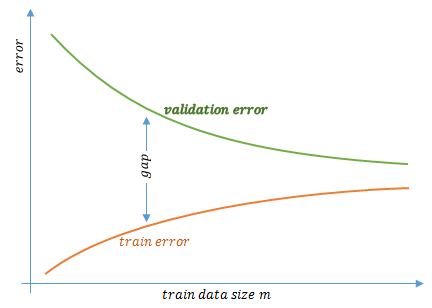 error
validation error
gap
train error
train data size m